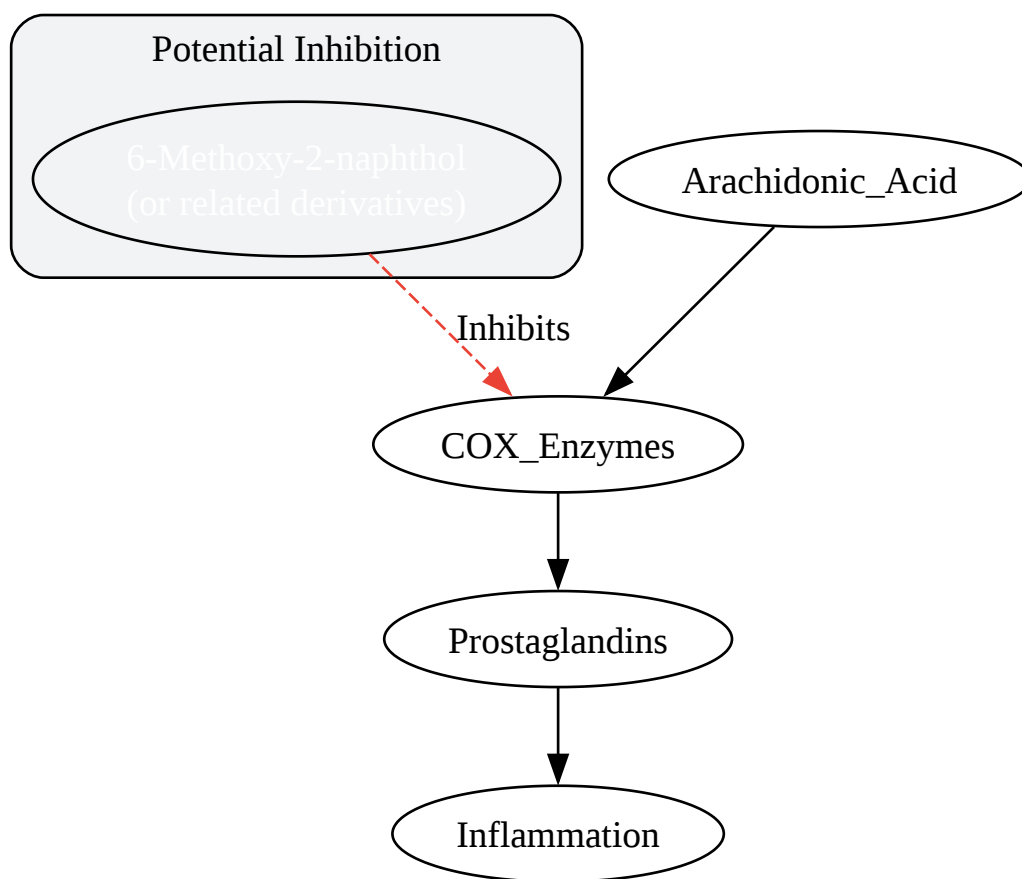 Potential Inhibition
6-Methoxy-2-naphthol
(or related derivatives)
Arachidonic_Acid
Inhibits
COX_Enzymes
Prostaglandins
Inflammation